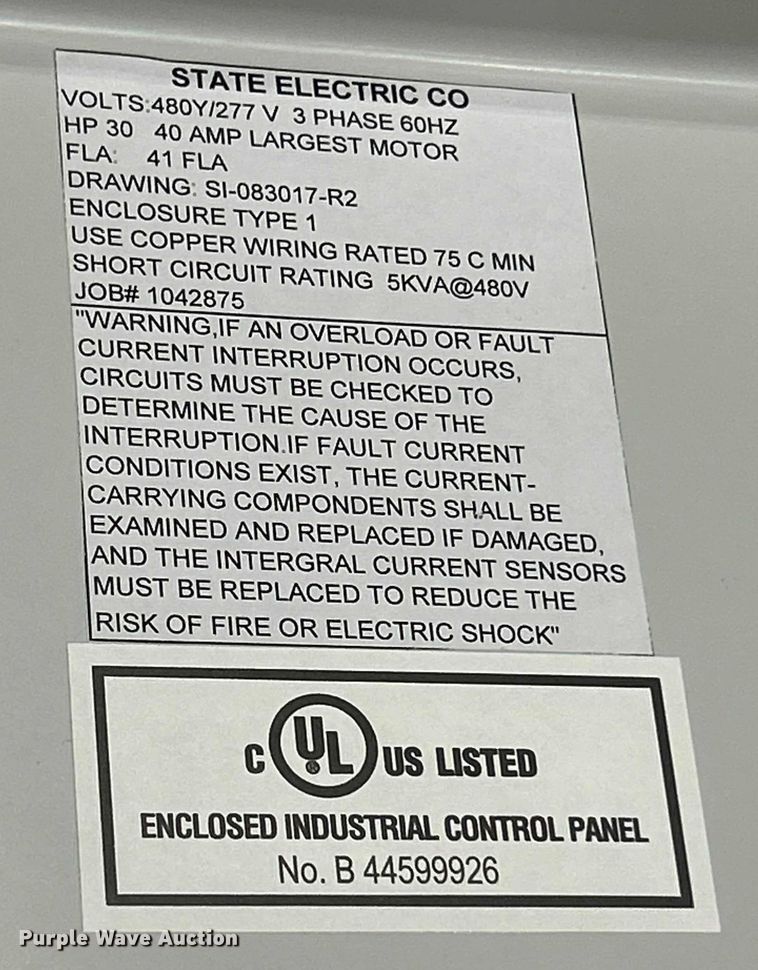 STATE ELECTRIC CO
VOLTS:480Y/277 V 3 PHASE 60HZ
HP 30 40 AMP LARGEST MOTOR
FLA: 41 FLA
DRAWING: SI-083017-R2
ENCLOSURE TYPE 1
USE COPPER WIRING RATED 75 C MIN
SHORT CIRCUIT RATING 5KVA@480V
JOB# 1042875
"WARNING,IF AN OVERLOAD OR FAULT
CURRENT INTERRUPTION OCCURS,
CIRCUITS MUST BE CHECKED TO
DETERMINE THE CAUSE OF THE
INTERRUPTION.IF FAULT CURRENT
CONDITIONS EXIST, THE CURRENT-
CARRYING COMPONDENTS SHALL BE
EXAMINED AND REPLACED IF DAMAGED,
AND THE INTERGRAL CURRENT SENSORS
MUST BE REPLACED TO REDUCE THE
RISK OF FIRE OR ELECTRIC SHOCK"
C UL® US LISTED
ENCLOSED INDUSTRIAL CONTROL PANEL
No. B 44599926
Purple Wave Auction